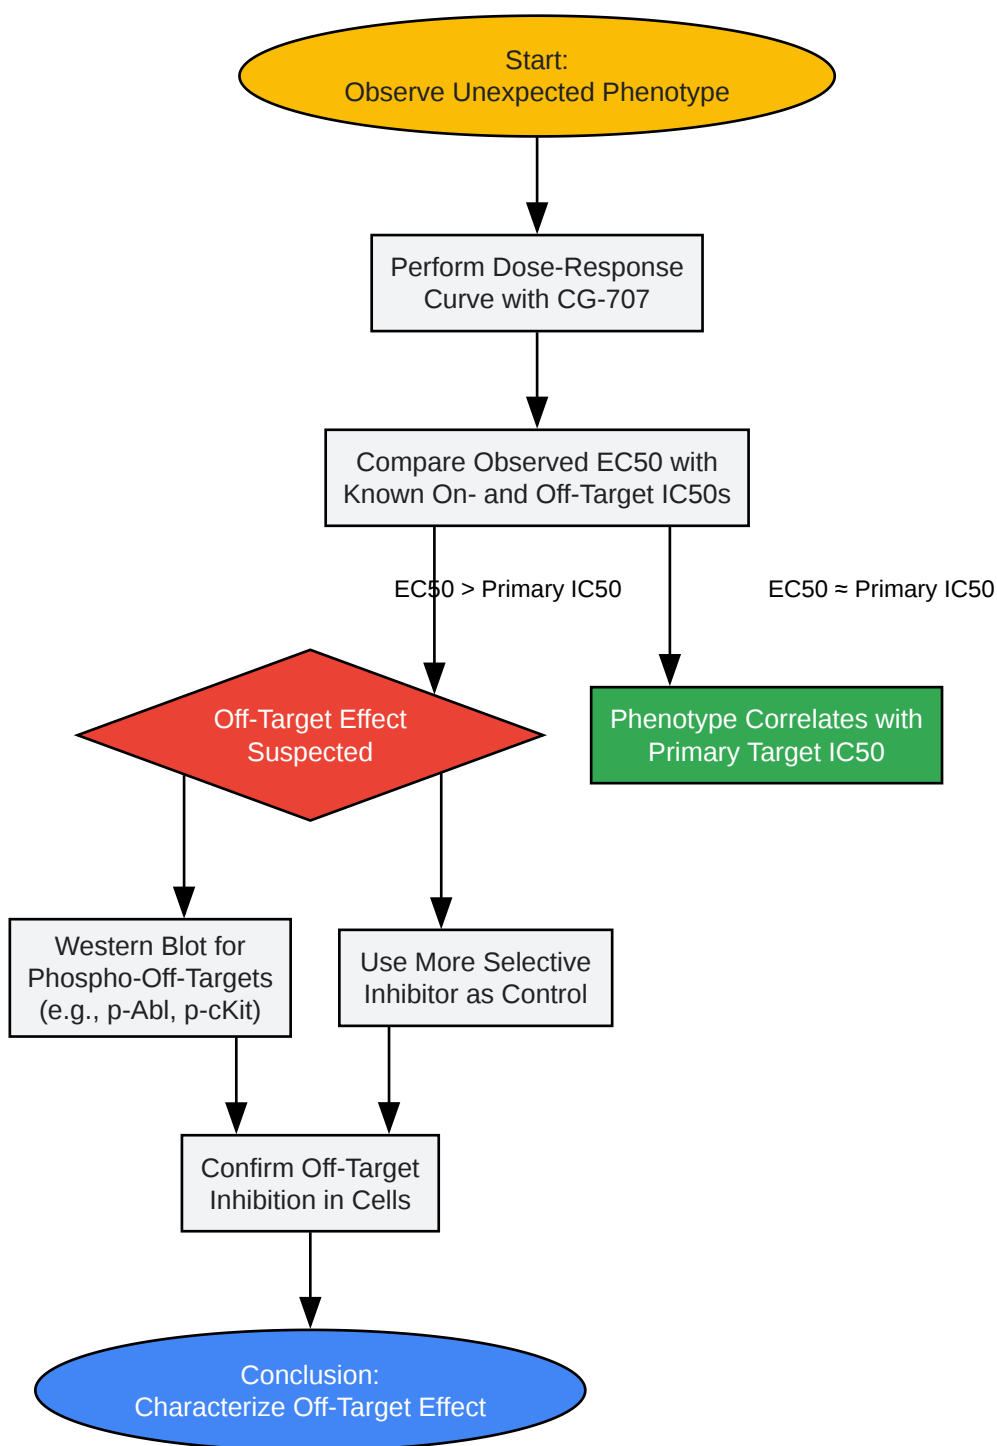 Start:
Observe Unexpected Phenotype
Perform Dose-Response
Curve with CG-707
Compare Observed EC50 with
Known On- and Off-Target IC50s
EC50 > Primary IC50
EC50 ≈ Primary IC50
Off-Target Effect
Suspected
Phenotype Correlates with
Primary Target IC50
Western Blot for
Phospho-Off-Targets
(e.g., p-Abl, p-cKit)
Use More Selective
Inhibitor as Control
Confirm Off-Target
Inhibition in Cells
Conclusion:
Characterize Off-Target Effect